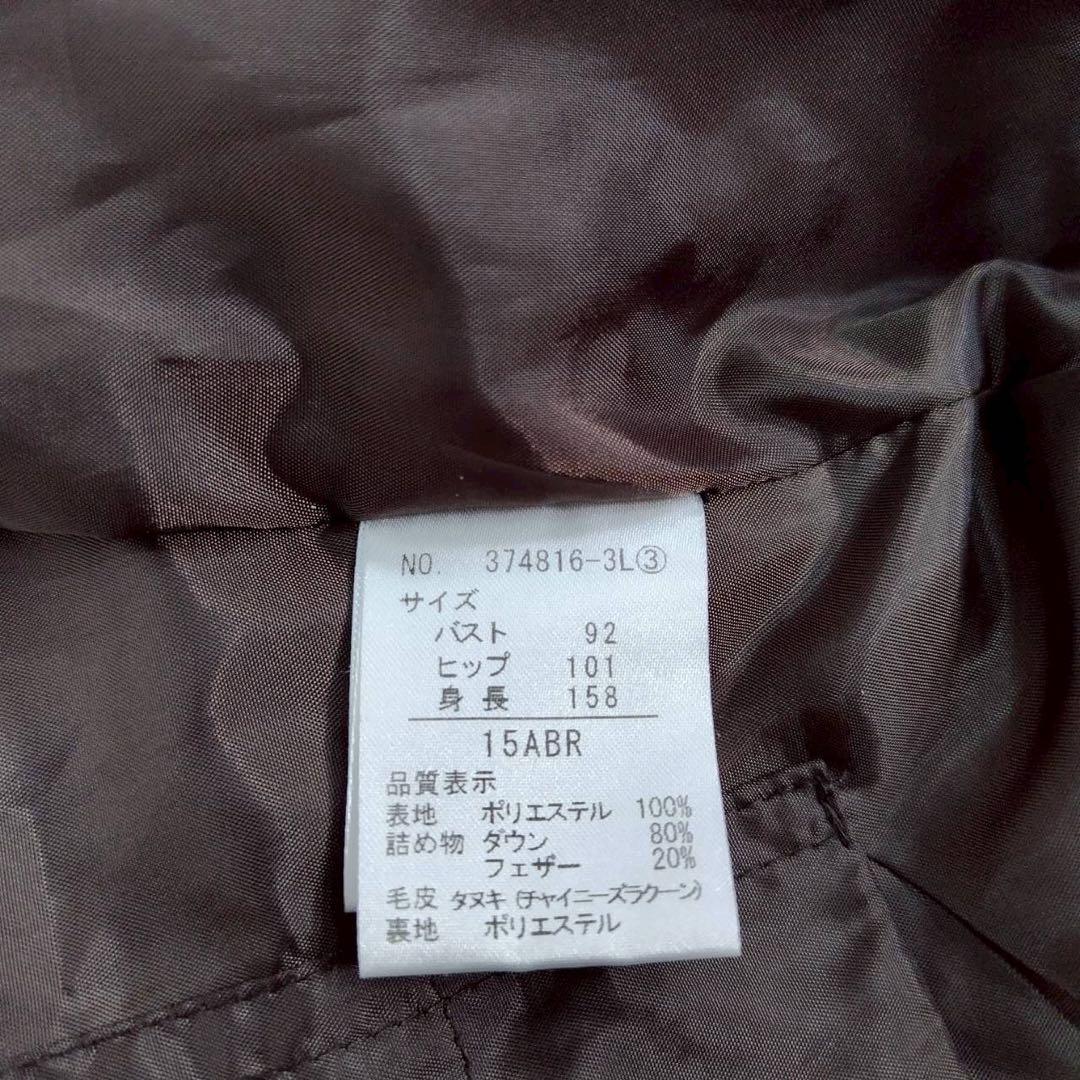 NO. 374816-3L③
サイズ
バスト 92
ヒップ 101
身長 158
15ABR
品質表示
表地 ポリエステル 100%
詰め物 ダウン 80%
フェザー 20%
毛皮 タヌキ(チャイニーズラクーン)
裏地 ポリエステル